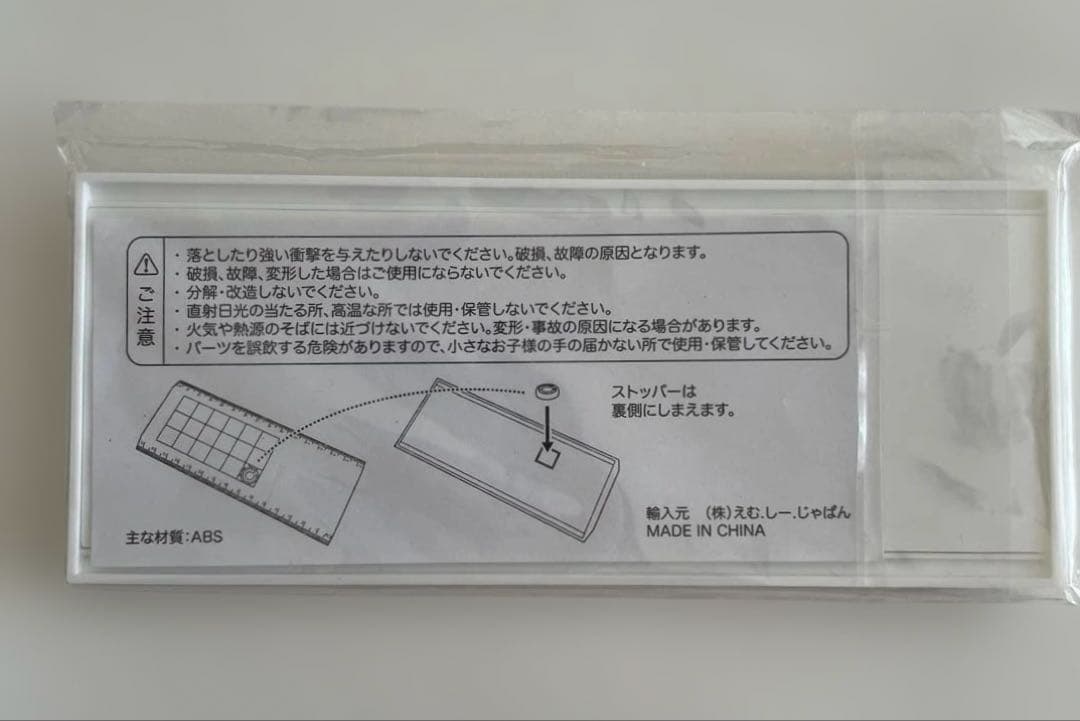 ご注意
・落としたり強い衝撃を与えたりしないでください。破損、故障の原因となります。
・破損、故障、変形した場合はご使用にならないでください。
・分解・改造しないでください。
・直射日光の当たる所、高温な所では使用・保管しないでください。
・火気や熱源のそばには近づけないでください。変形・事故の原因になる場合があります。
・パーツを誤飲する危険がありますので、小さなお子様の手の届かない所で使用・保管してください。
ストッパーは
裏側にしまえます。
主な材質:ABS
輸入元 (株)えむ.しー.じゃぱん
MADE IN CHINA